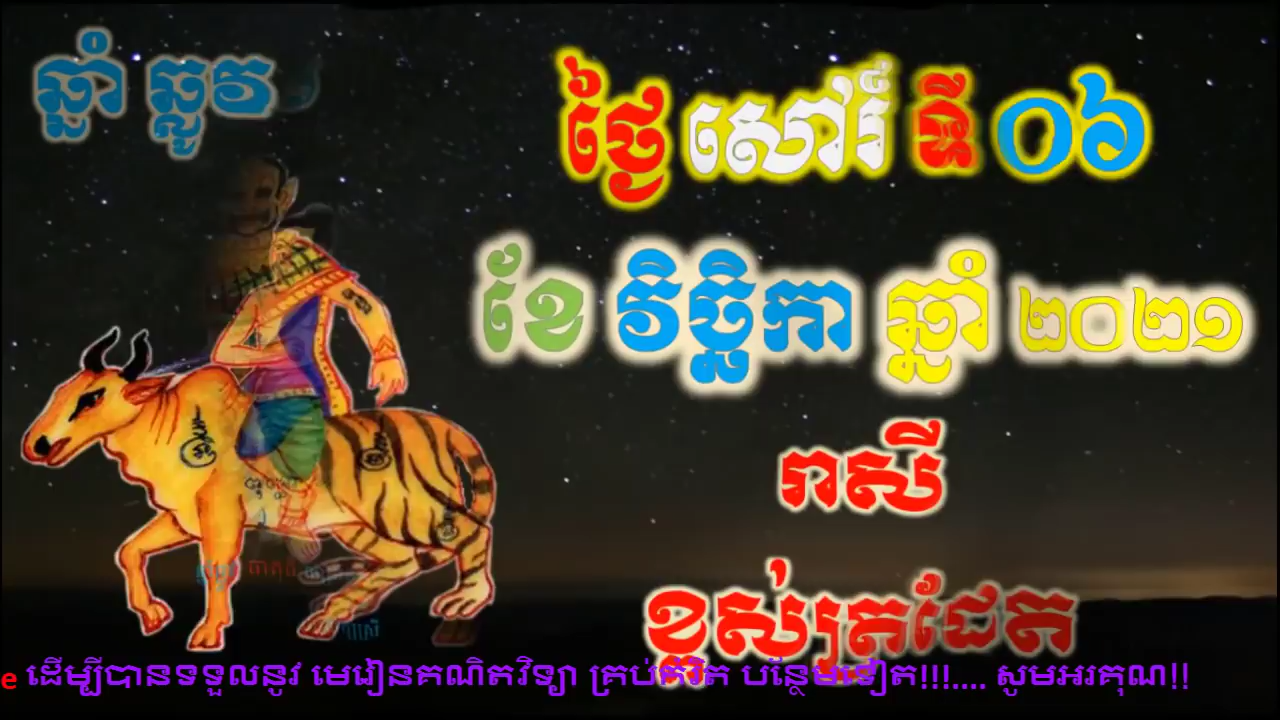 ឆ្នាំ ឆ្លូវ
ថ្ងៃ សៅរ៍ ទី ០៦
ខែ វិច្ឆិកា ឆ្នាំ ២០២១
រាសី
ខ្ពស់ត្រដែត
e ដើម្បីបានទទួលនូវ មេរៀនគណិតវិទ្យា គ្រប់កំរិត បន្ថែមទៀត!!!.... សូមអរគុណ!!